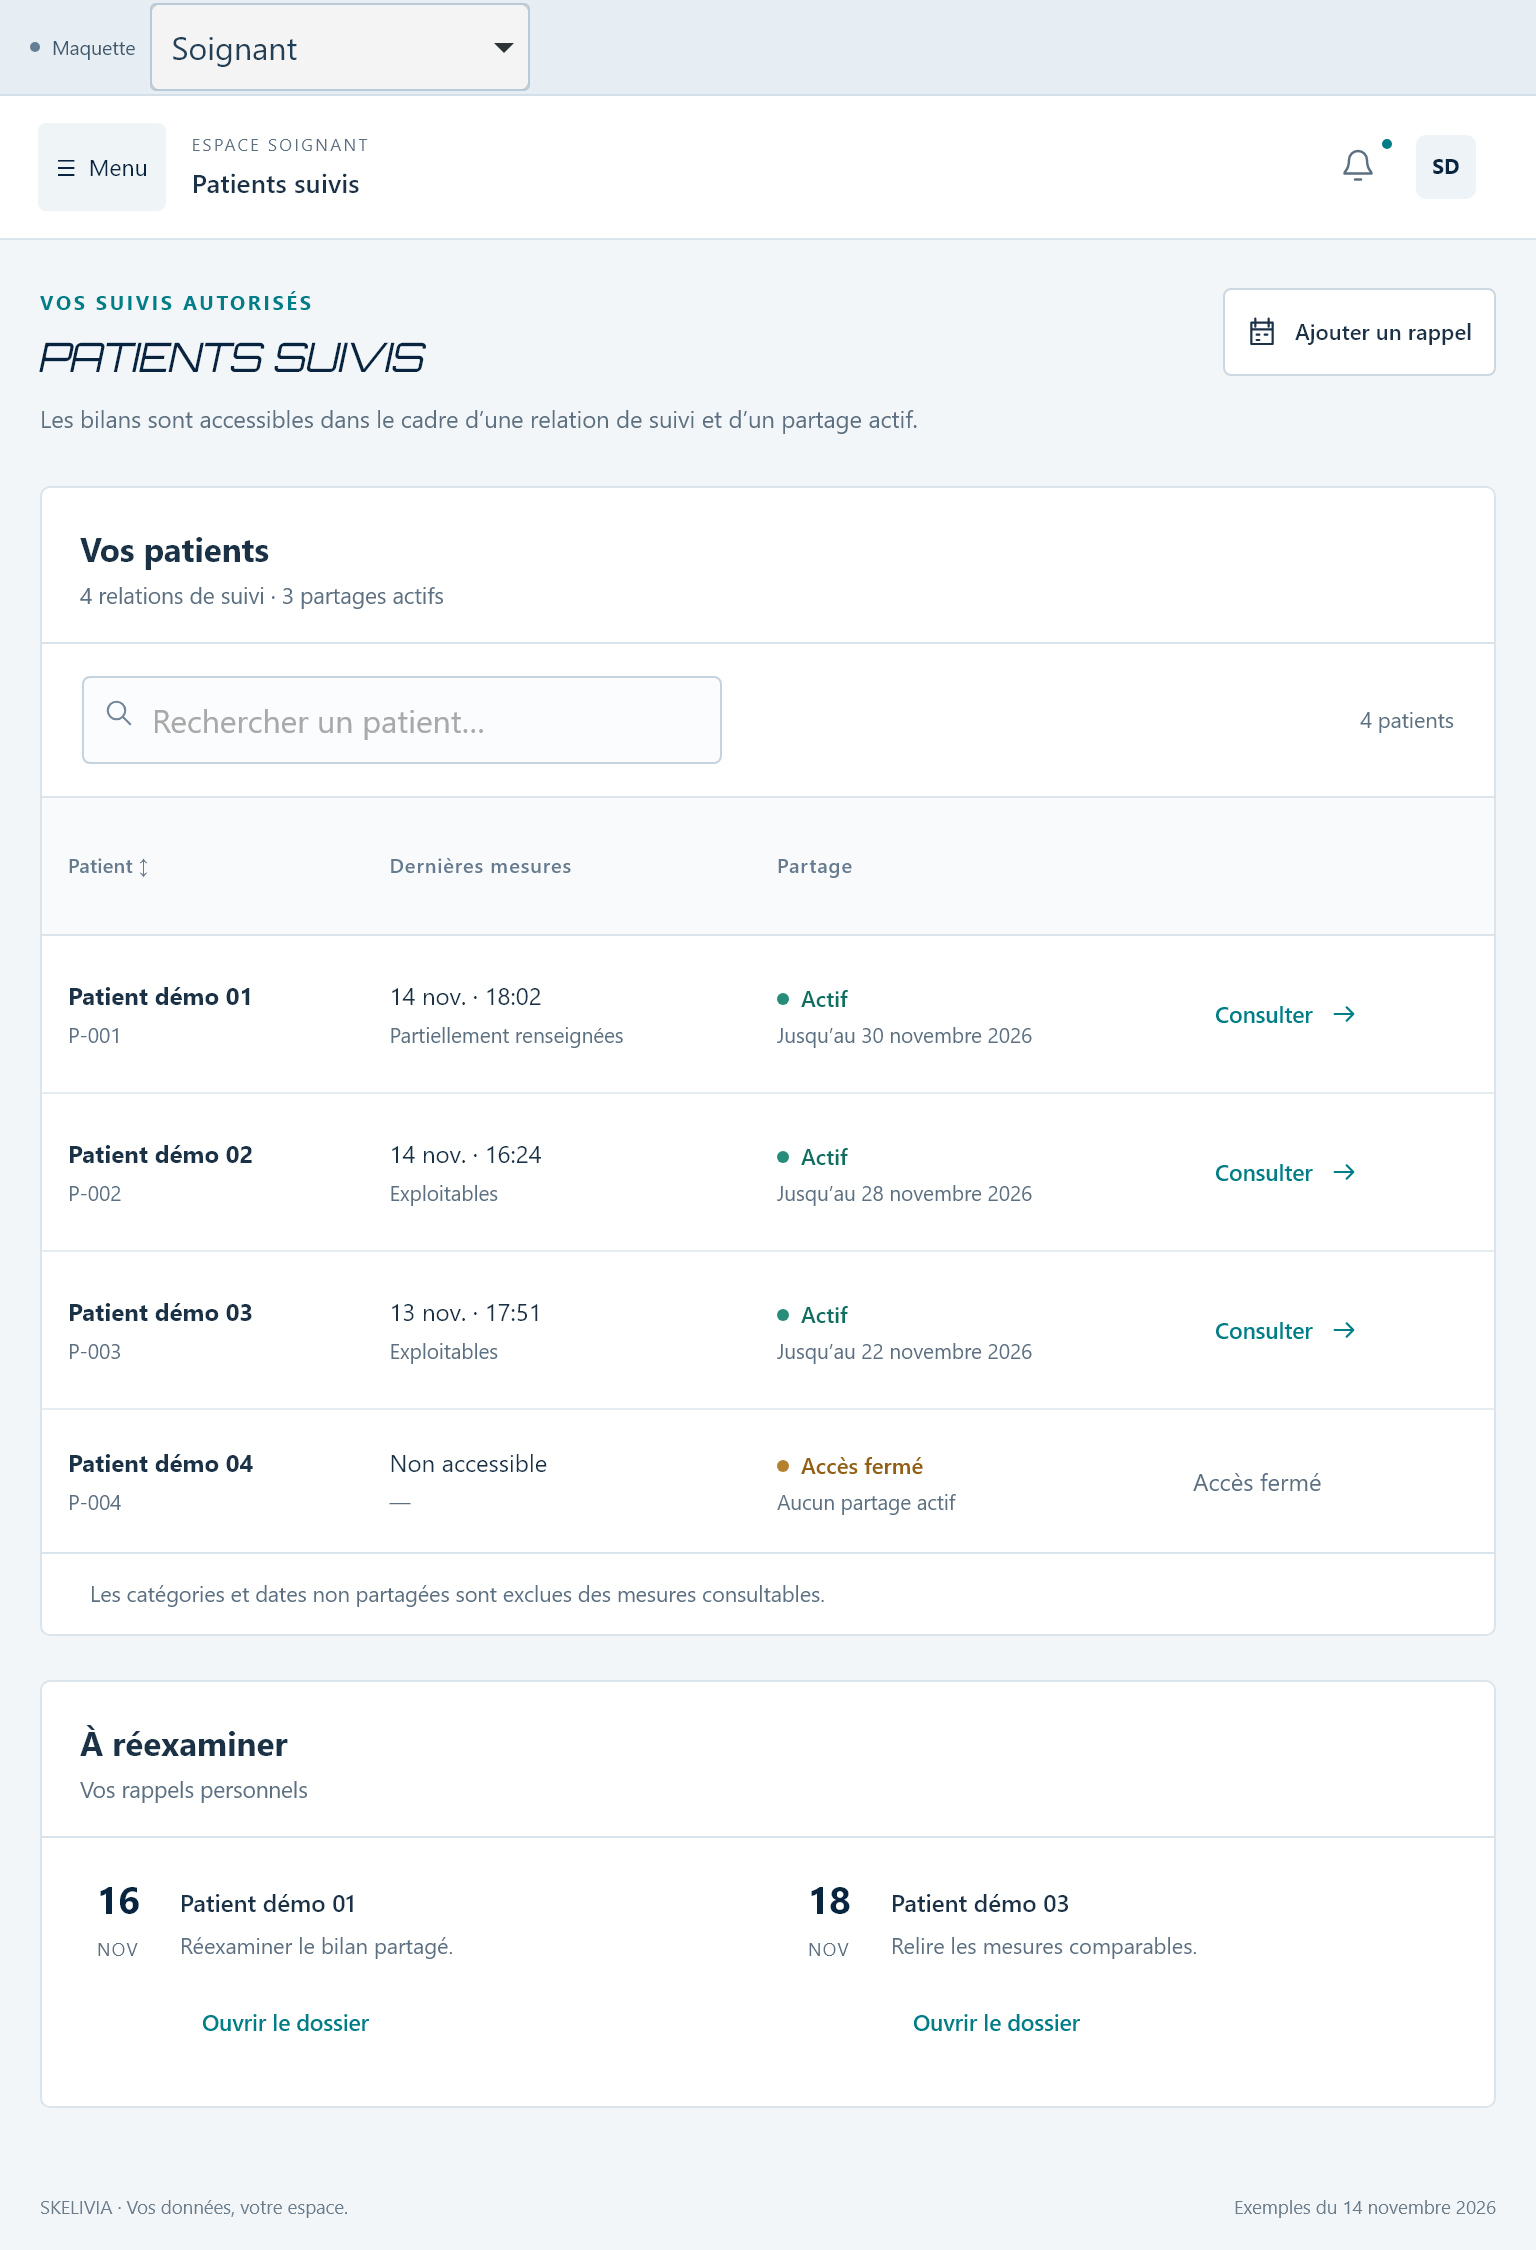 Maquette
Soignant
☰ Menu
ESPACE SOIGNANT
Patients suivis
SD
VOS SUIVIS AUTORISÉS
PATIENTS SUIVIS
Ajouter un rappel
Les bilans sont accessibles dans le cadre d’une relation de suivi et d’un partage actif.
Vos patients
4 relations de suivi · 3 partages actifs
Rechercher un patient…
4 patients
Patient ↕ Dernières mesures Partage
Patient démo 01 14 nov. · 18:02 Actif
P-001 Partiellement renseignées Jusqu’au 30 novembre 2026
Consulter →
Patient démo 02 14 nov. · 16:24 Actif
P-002 Exploitables Jusqu’au 28 novembre 2026
Consulter →
Patient démo 03 13 nov. · 17:51 Actif
P-003 Exploitables Jusqu’au 22 novembre 2026
Consulter →
Patient démo 04 Non accessible Accès fermé
P-004 — Aucun partage actif
Accès fermé
Les catégories et dates non partagées sont exclues des mesures consultables.
À réexaminer
Vos rappels personnels
16 NOV
Patient démo 01
Réexaminer le bilan partagé.
Ouvrir le dossier
18 NOV
Patient démo 03
Relire les mesures comparables.
Ouvrir le dossier
SKELIVIA · Vos données, votre espace.
Exemples du 14 novembre 2026